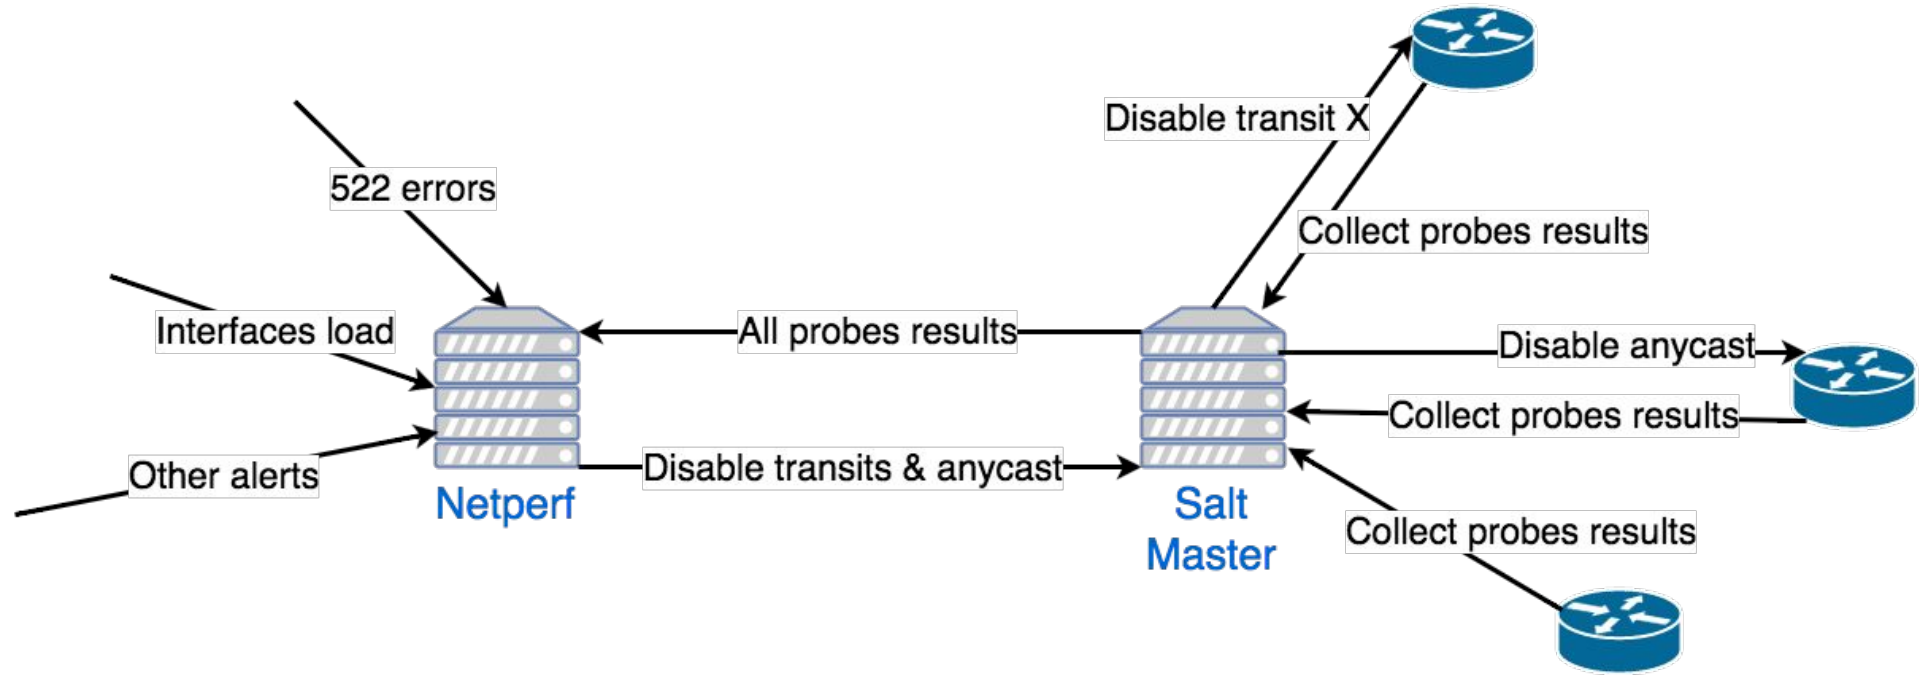 Disable transit X
522 errors
Collect probes results
Interfaces load
All probes results
Disable anycast
Collect probes results
Other alerts
Disable transits & anycast
Netperf
Salt
Master
Collect probes results